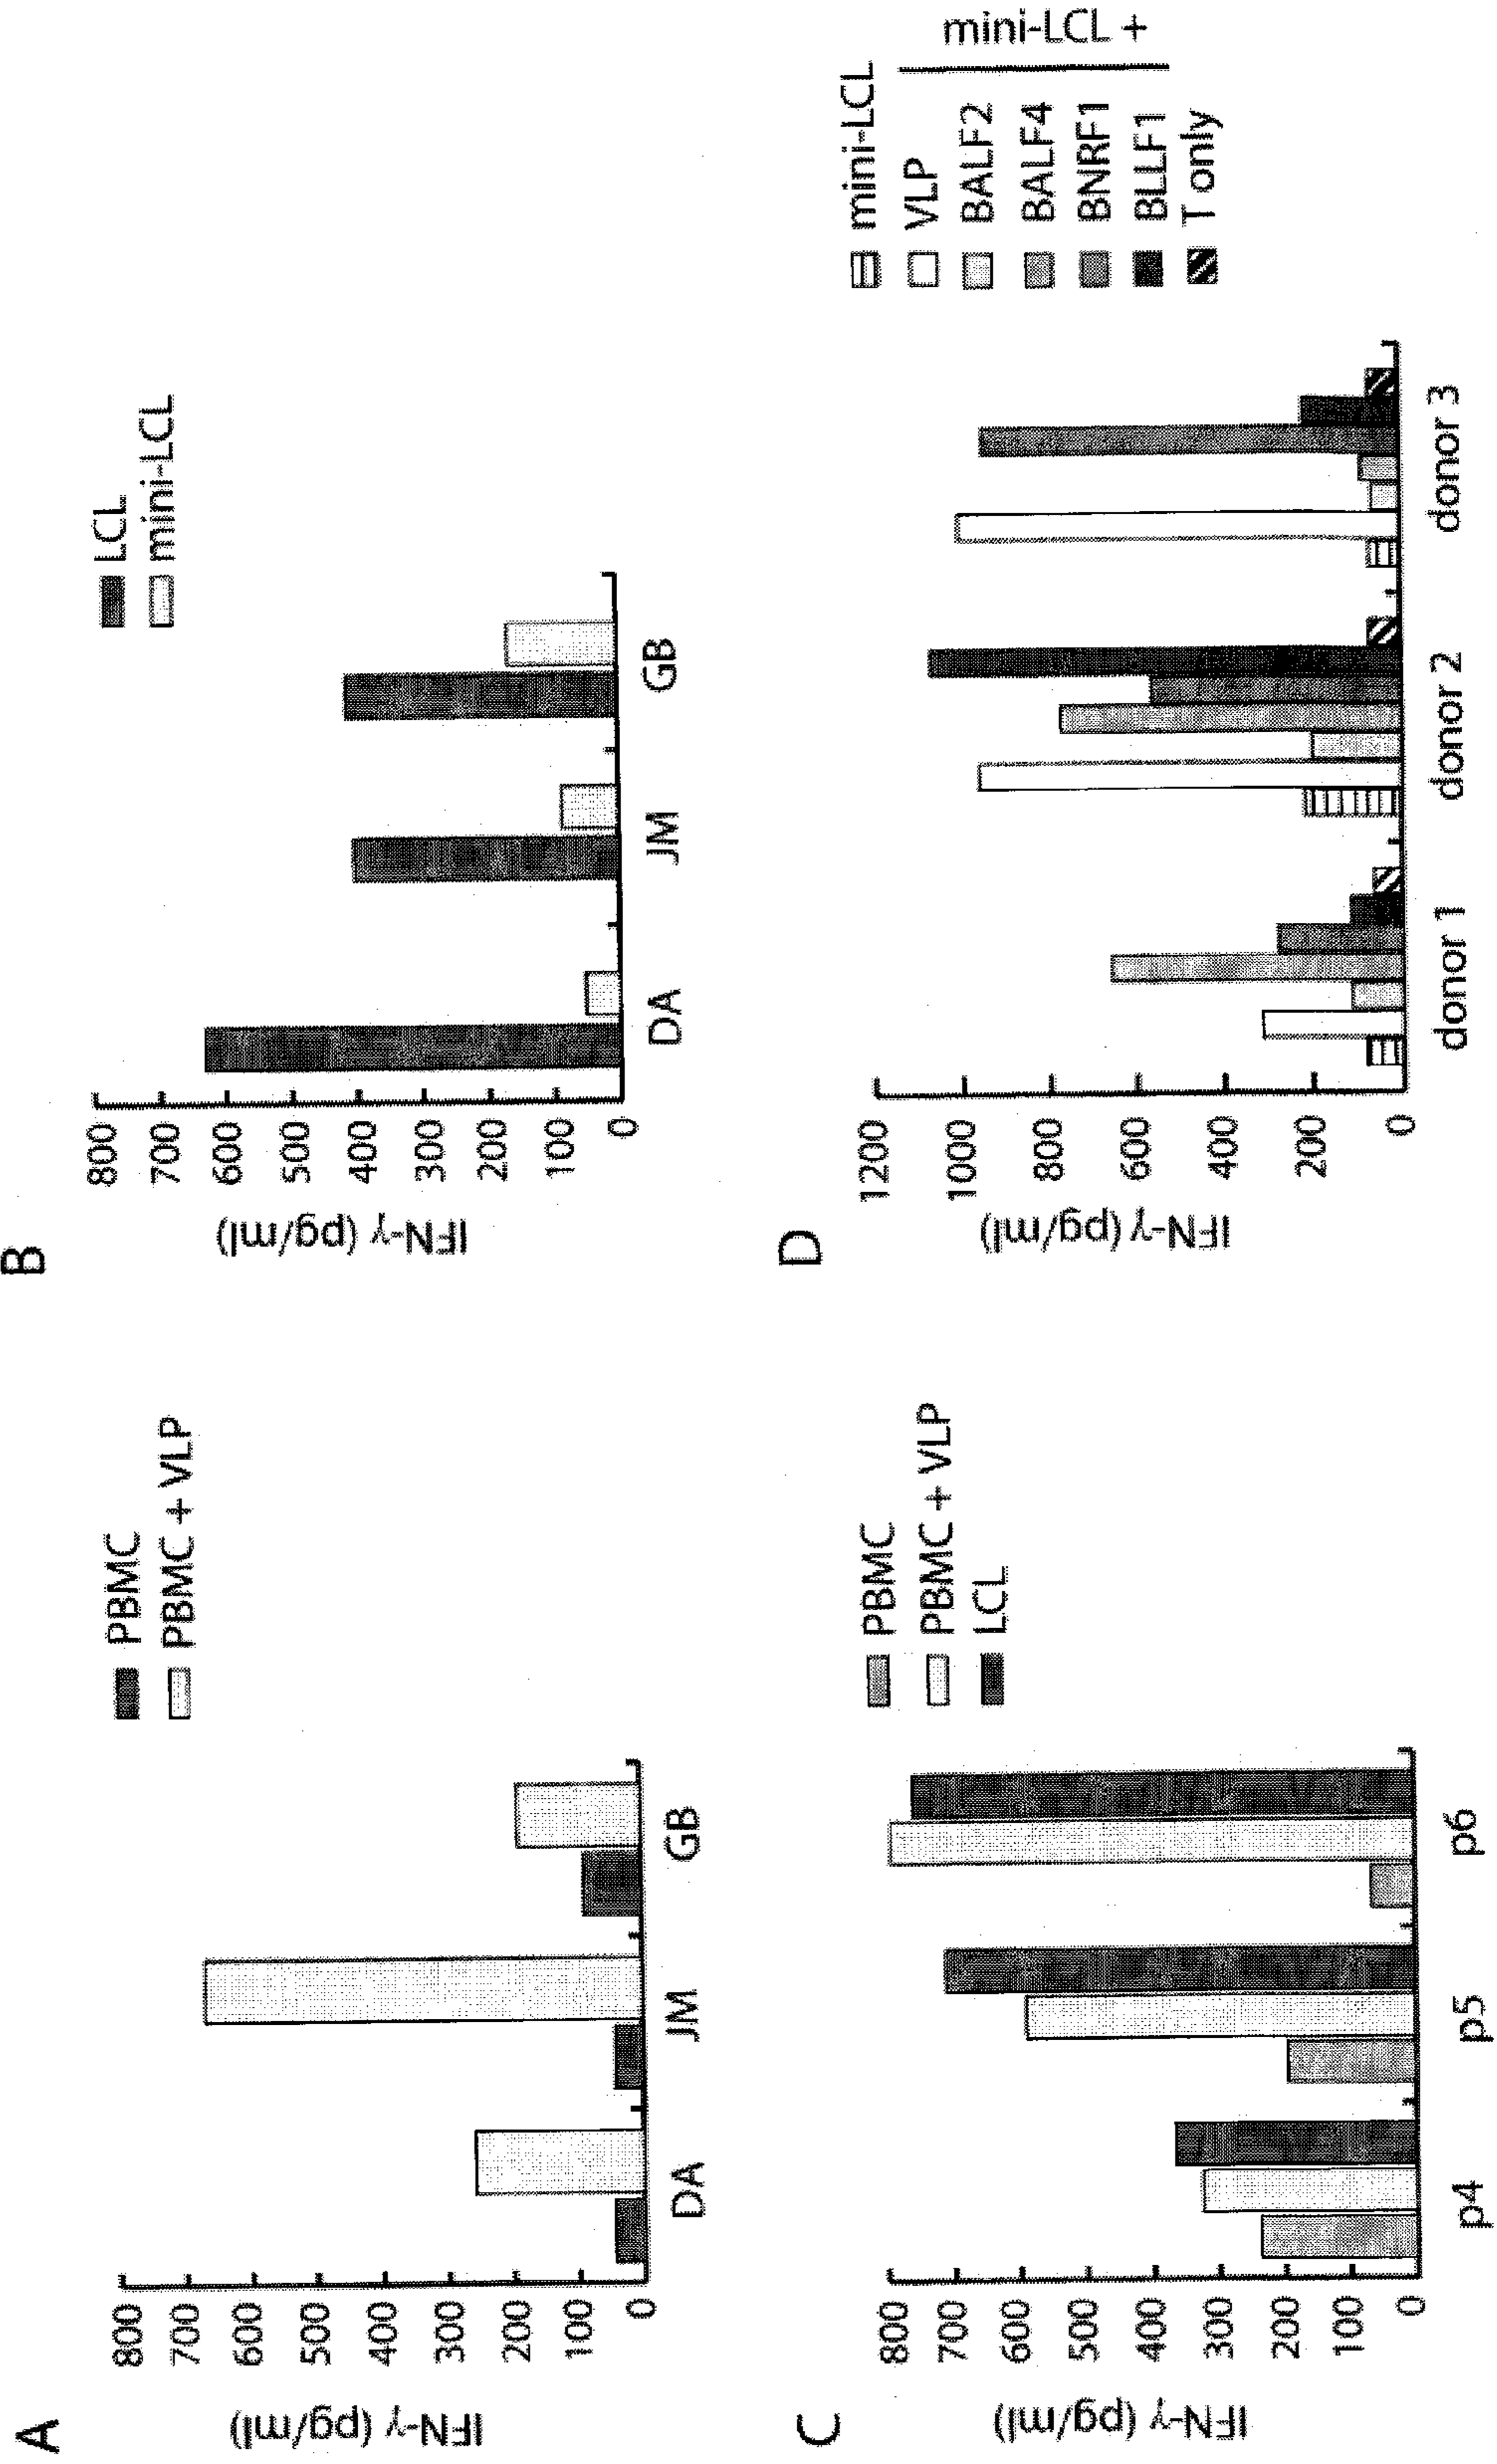 A
IFN-γ (pg/ml)
800
700
600
500
400
300
200
100
0
DA
JM
GB
PBMC
PBMC + VLP
B
IFN-γ (pg/ml)
800
700
600
500
400
300
200
100
0
DA
JM
GB
LCL
mini-LCL
C
IFN-γ (pg/ml)
800
700
600
500
400
300
200
100
0
p4
p5
p6
PBMC
PBMC + VLP
LCL
D
IFN-γ (pg/ml)
1200
1000
800
600
400
200
0
donor 1
donor 2
donor 3
mini-LCL
VLP
BALF2
BALF4
BNRF1
BLLF1
T only
mini-LCL +